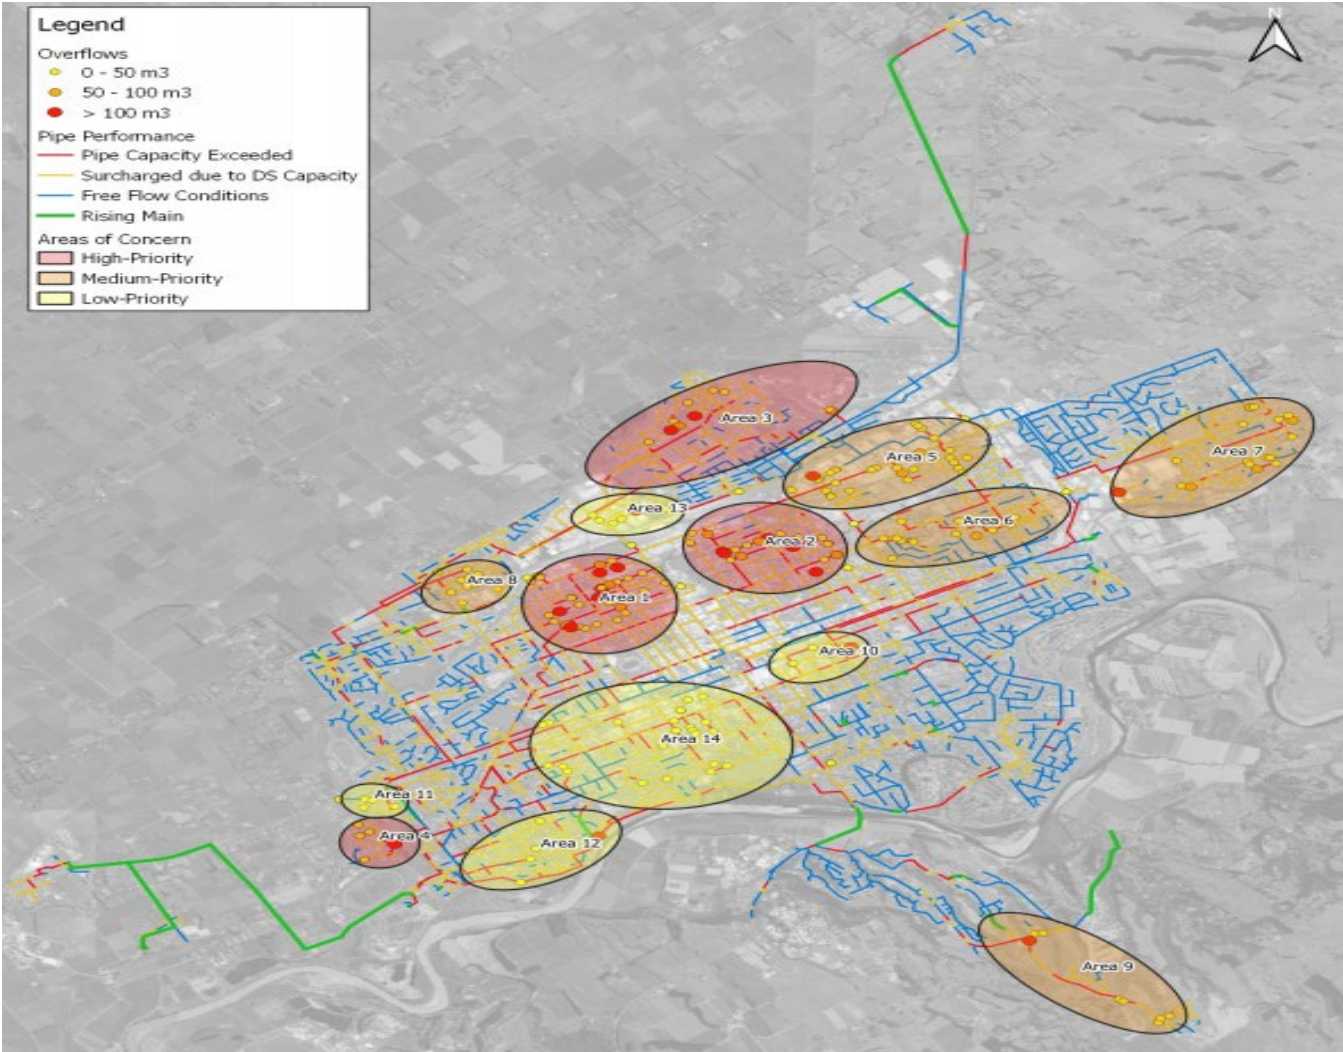 Legend
N
Overflows
0 - 50 m3
50 - 100 m3
> 100 m3
Pipe Performance
Pipe Capacity Exceeded
Surcharged due to DS Capacity
Free Flow Conditions
Rising Main
Areas of Concern
High-Priority
Medium-Priority
Low-Priority
Area 3
Area 7
Area 5
Area 13
Area 6
Area 2
Area 8
Area 1
Area 10
Area 14
Area 11
Area 4
Area 12
Area 9